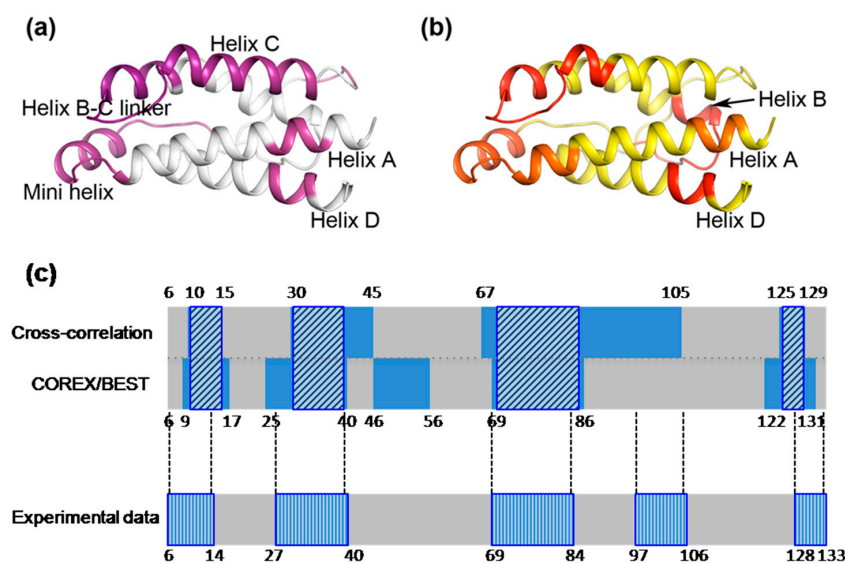 (a)
Helix C
Helix B-C linker
Helix A
Mini helix
Helix D
(b)
Helix B
Helix A
Helix D
(c)
6 10 15 30 45 67 105 125 129
Cross-correlation
COREX/BEST
6 9 17 25 40 46 56 69 86 122 131
Experimental data
6 14 27 40 69 84 97 106 128 133